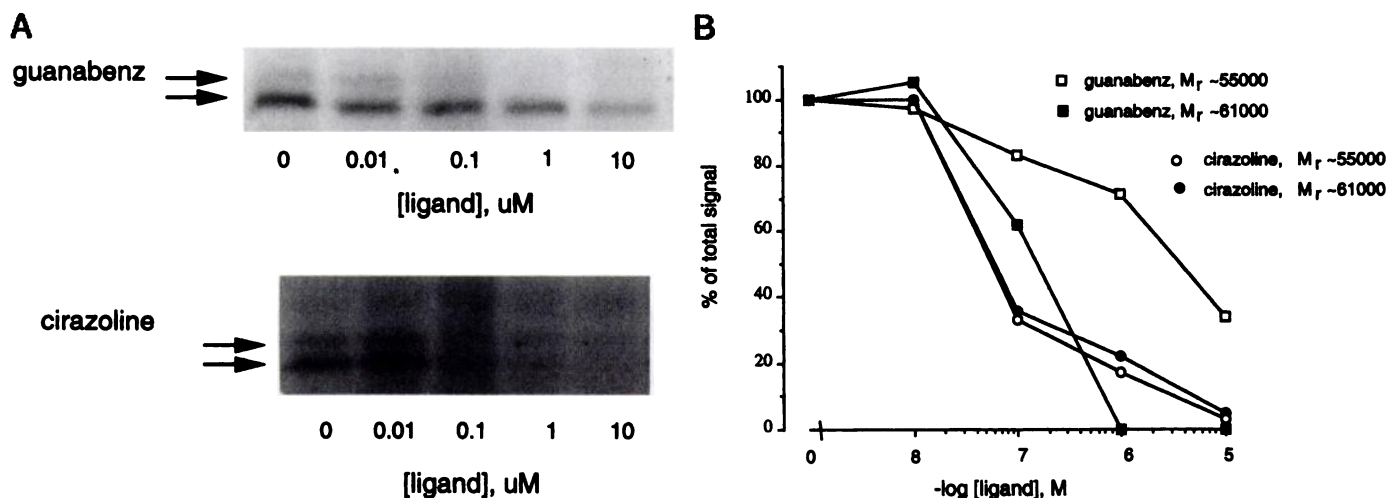 A
guanabenz
0 0.01 0.1 1 10
[ligand], uM
cirazoline
0 0.01 0.1 1 10
[ligand], uM
B
% of total signal
100
80
60
40
20
0
0 8 7 6 5
-log [ligand], M
guanabenz, Mr ~55000
guanabenz, Mr ~61000
cirazoline, Mr ~55000
cirazoline, Mr ~61000